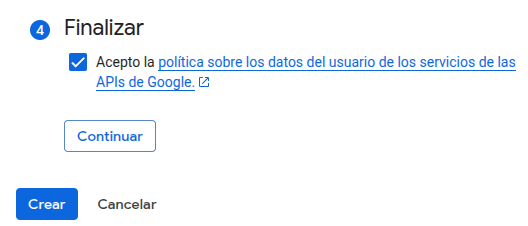 4 Finalizar
Acepto la política sobre los datos del usuario de los servicios de las
APIs de Google.
Continuar
Crear Cancelar